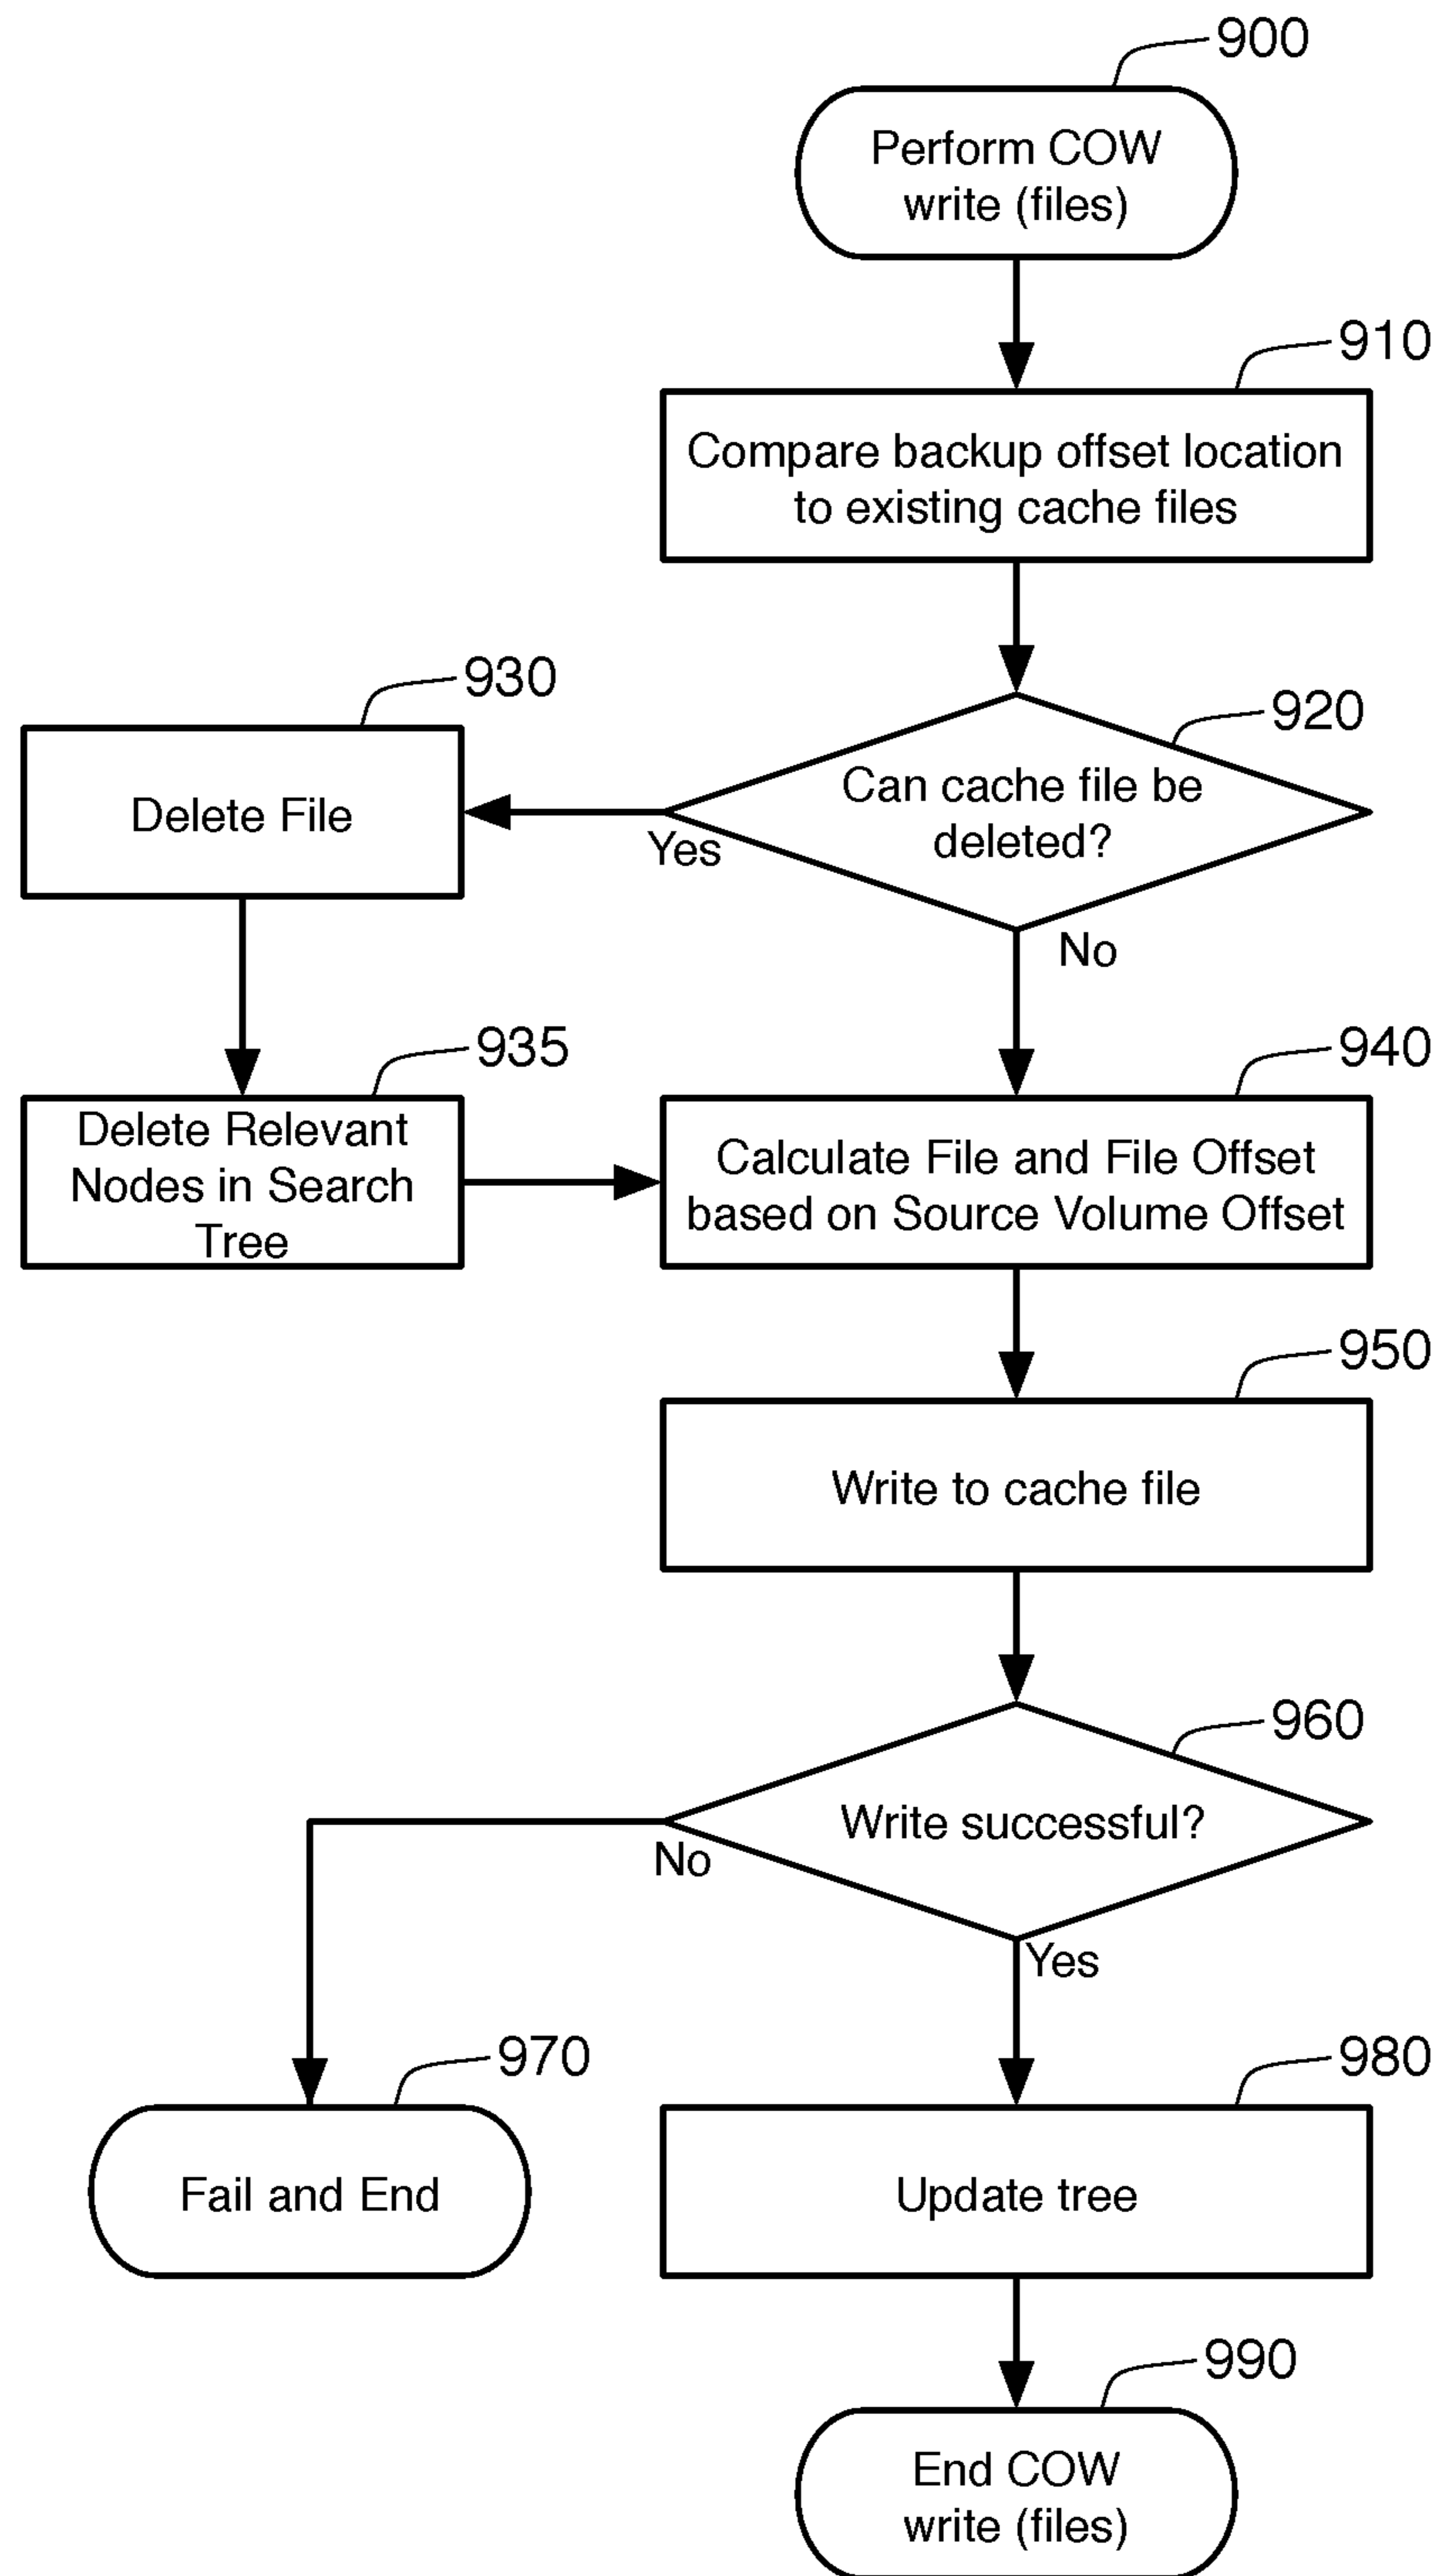 900
Perform COW
write (files)
910
Compare backup offset location
to existing cache files
930
Delete File
920
Can cache file be
deleted?
Yes
No
935
Delete Relevant
Nodes in Search
Tree
940
Calculate File and File Offset
based on Source Volume Offset
950
Write to cache file
960
Write successful?
No
Yes
970
Fail and End
980
Update tree
990
End COW
write (files)